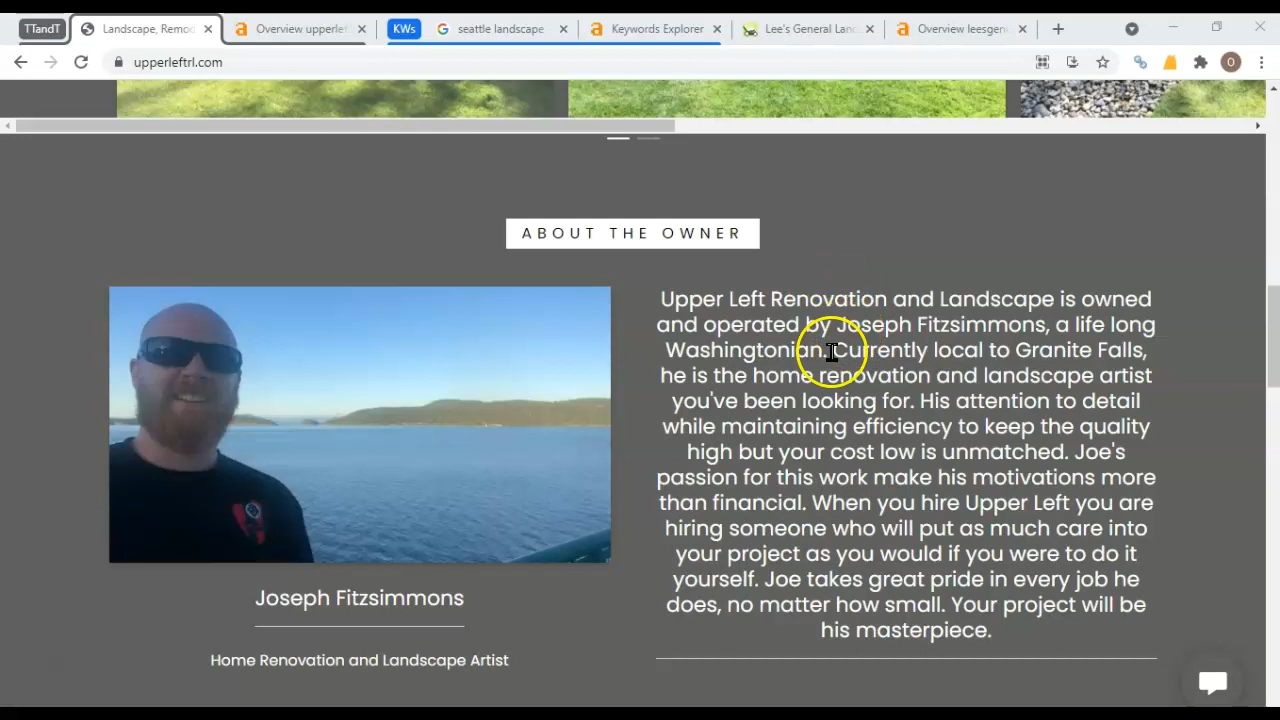 TTandT
Landscape, Remo
Overview upperlef
KWs
seattle landscape
Keywords Explorer
Lee's General Lan
Overview leesgen
upperleftrl.com
O
ABOUT THE OWNER
Upper Left Renovation and Landscape is owned
and operated by Joseph Fitzsimmons, a life long
Washingtonian. Currently local to Granite Falls,
he is the home renovation and landscape artist
you've been looking for. His attention to detail
while maintaining efficiency to keep the quality
high but your cost low is unmatched. Joe's
passion for this work make his motivations more
than financial. When you hire Upper Left you are
hiring someone who will put as much care into
your project as you would if you were to do it
yourself. Joe takes great pride in every job he
does, no matter how small. Your project will be
his masterpiece.
Joseph Fitzsimmons
Home Renovation and Landscape Artist